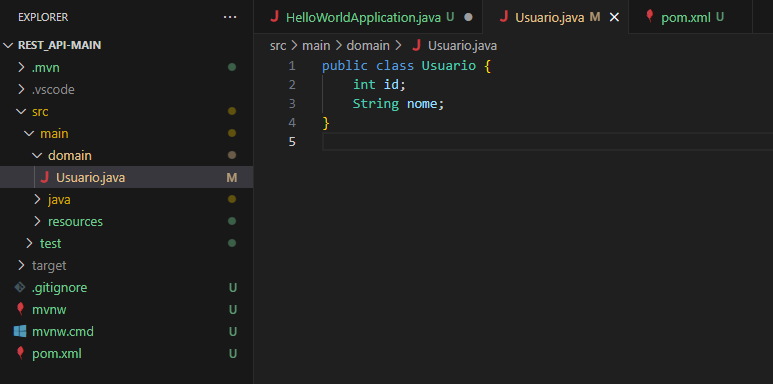 EXPLORER ...
HelloWorldApplication.java U
Usuario.java M
pom.xml U
REST_API-MAIN
.mvn
.vscode
src
main
domain
Usuario.java M
java
resources
test
target
.gitignore U
mvnw U
mvnw.cmd U
pom.xml U
src > main > domain > Usuario.java
1 public class Usuario {
2 int id;
3 String nome;
4 }
5